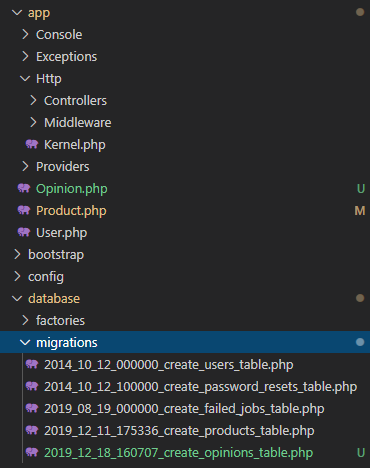 app
Console
Exceptions
Http
Controllers
Middleware
Kernel.php
Providers
Opinion.php U
Product.php M
User.php
bootstrap
config
database
factories
migrations
2014_10_12_000000_create_users_table.php
2014_10_12_100000_create_password_resets_table.php
2019_08_19_000000_create_failed_jobs_table.php
2019_12_11_175336_create_products_table.php
2019_12_18_160707_create_opinions_table.php U